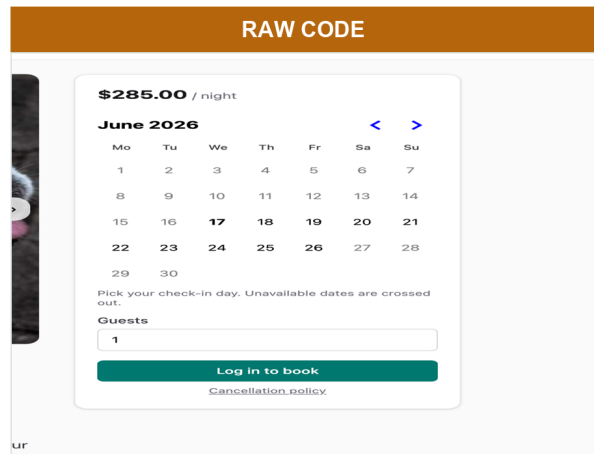 RAW CODE
$285.00 / night
June 2026 < >
Mo Tu We Th Fr Sa Su
1 2 3 4 5 6 7
8 9 10 11 12 13 14
15 16 17 18 19 20 21
22 23 24 25 26 27 28
29 30
Pick your check-in day. Unavailable dates are crossed
out.
Guests
1
Log in to book
Cancellation policy
ur